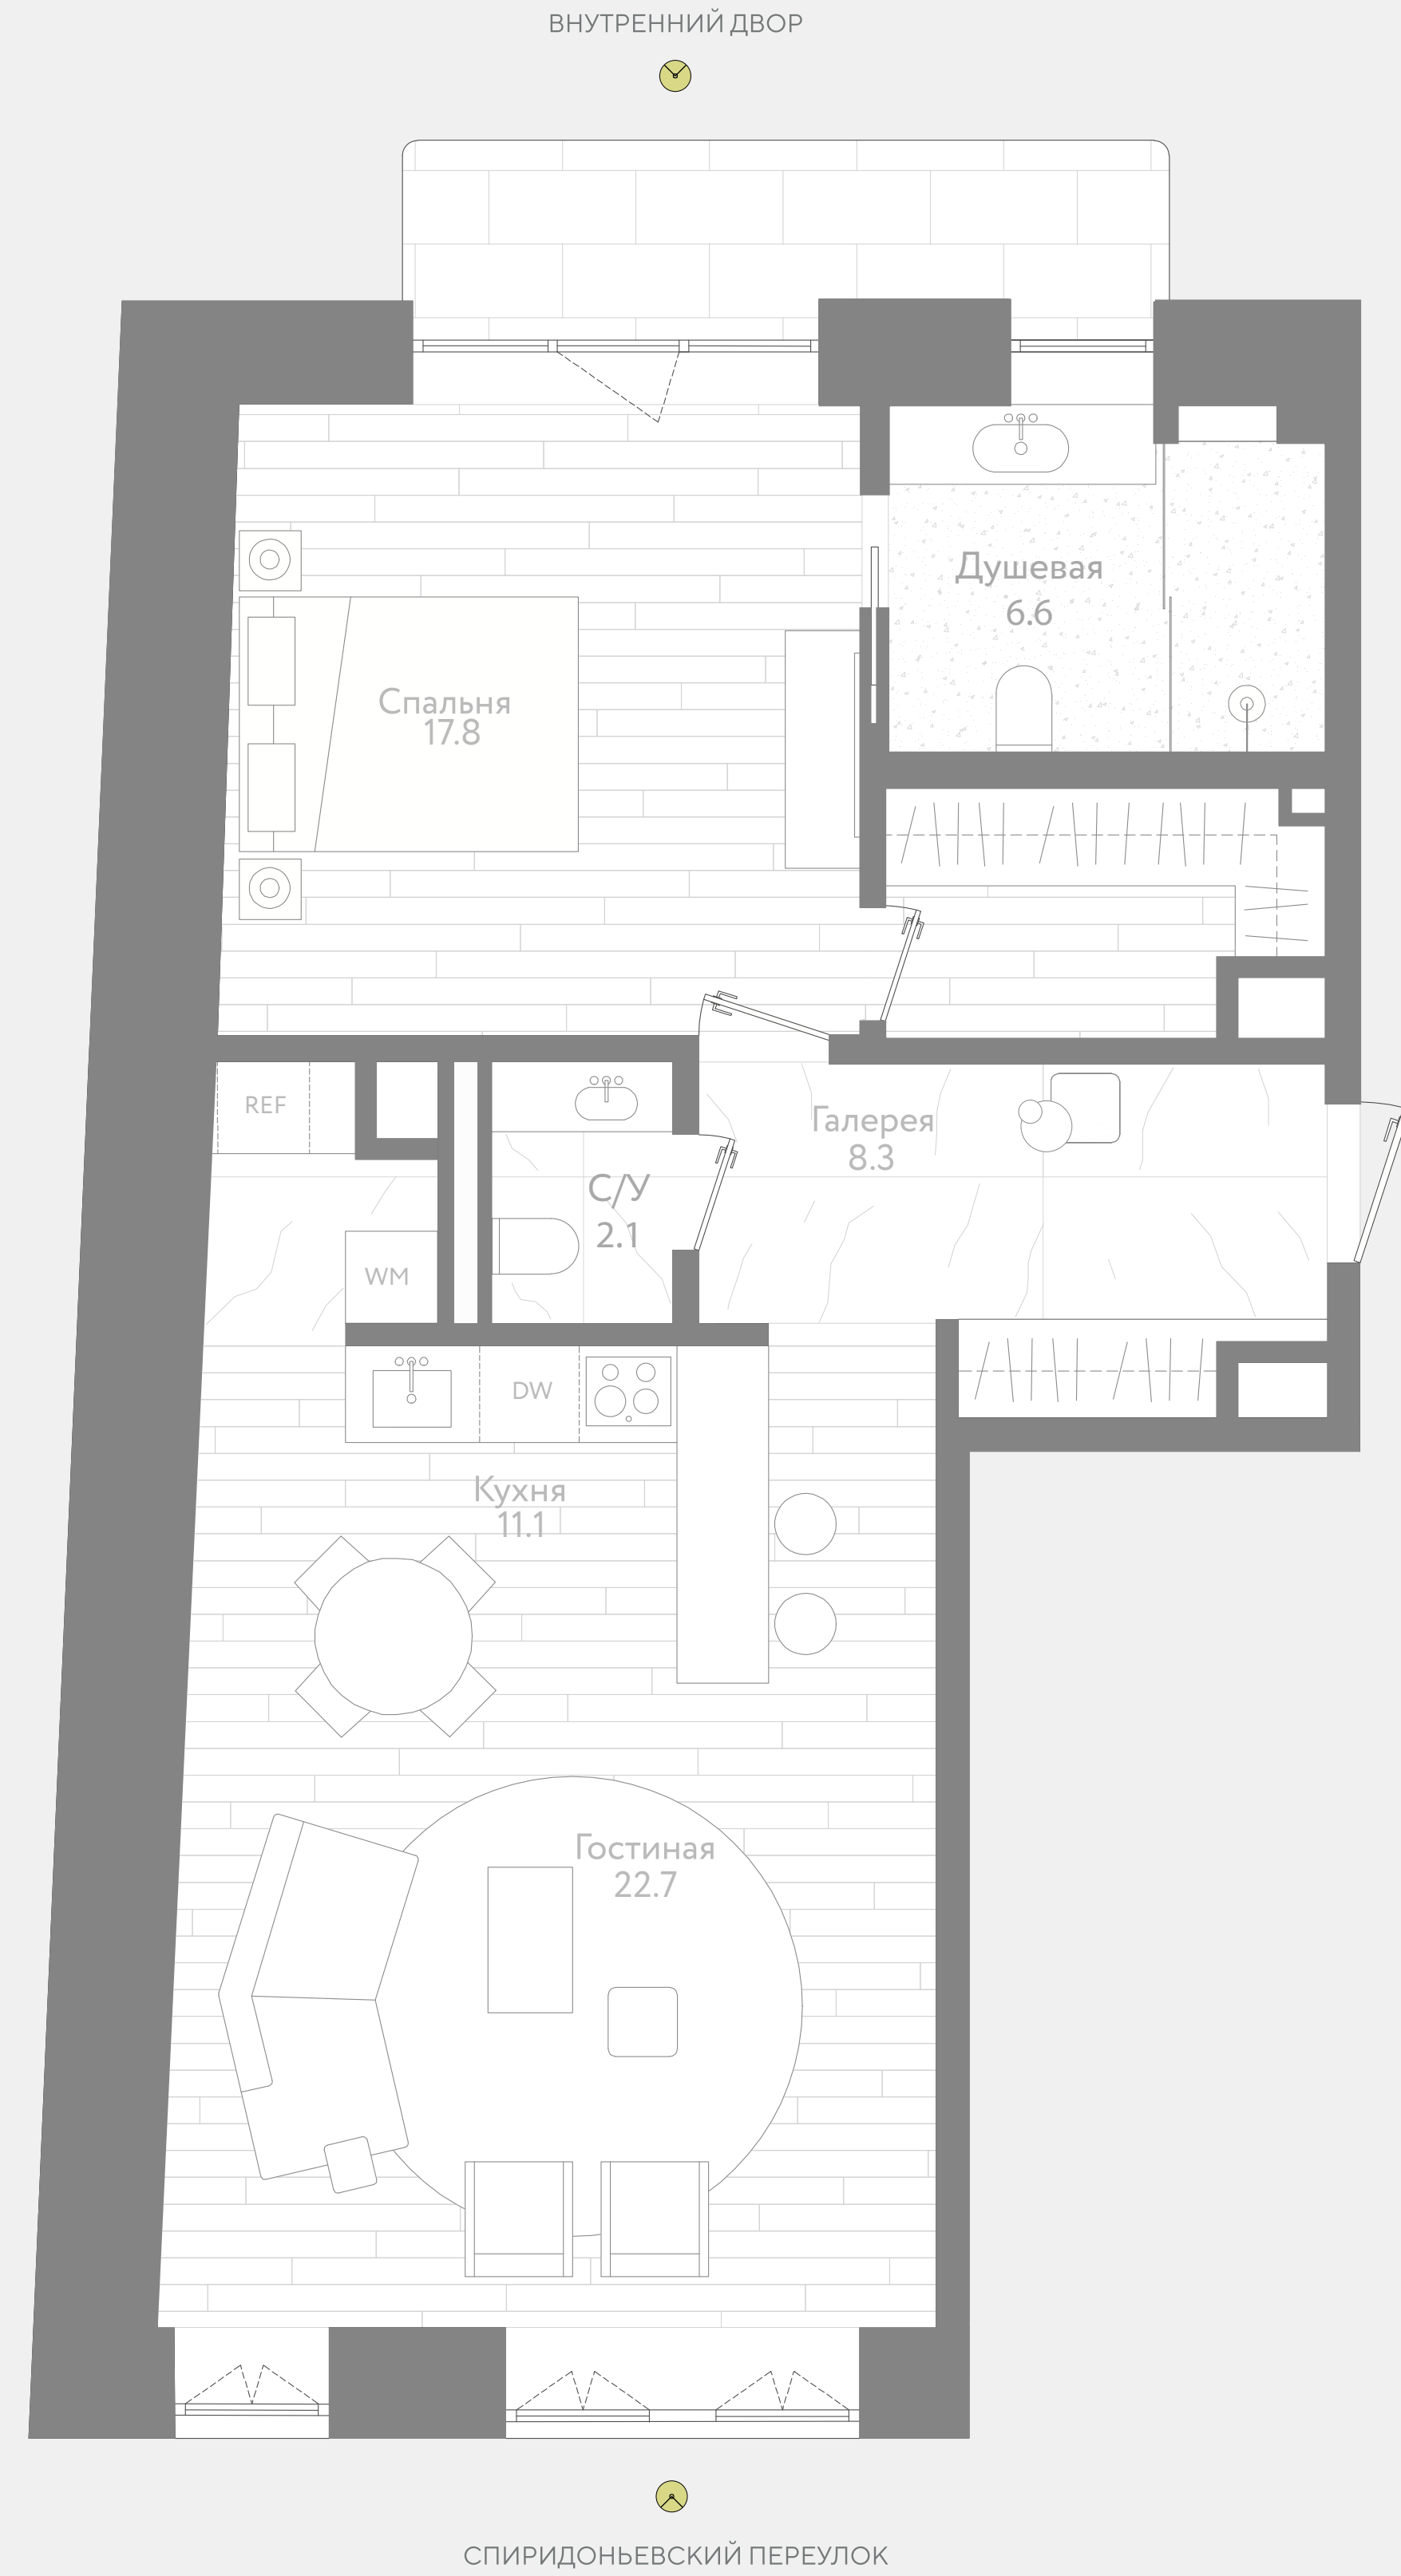 ВНУТРЕННИЙ ДВОР
Душевая
6.6
Спальня
17.8
REF
Галерея
8.3
С/У
2.1
WM
DW
Кухня
11.1
Гостиная
22.7
СПИРИДОНЬЕВСКИЙ ПЕРЕУЛОК